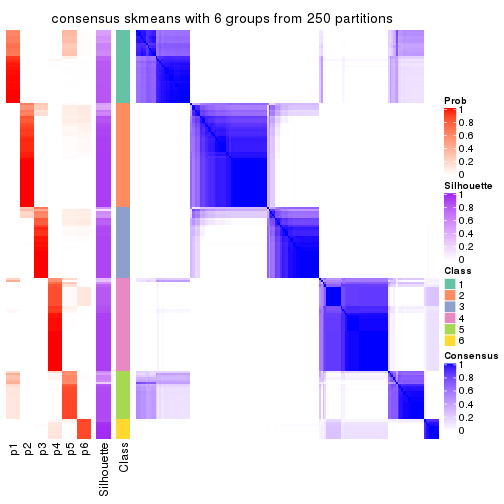 consensus skmeans with 6 groups from 250 partitions
Prob
1
0.8
0.6
0.4
0.2
0
Silhouette
1
0.8
0.6
0.4
0.2
0
Class
1
2
3
4
5
6
Consensus
1
0.8
0.6
0.4
0.2
0
p1
p2
p3
p4
p5
p6
Silhouette
Class